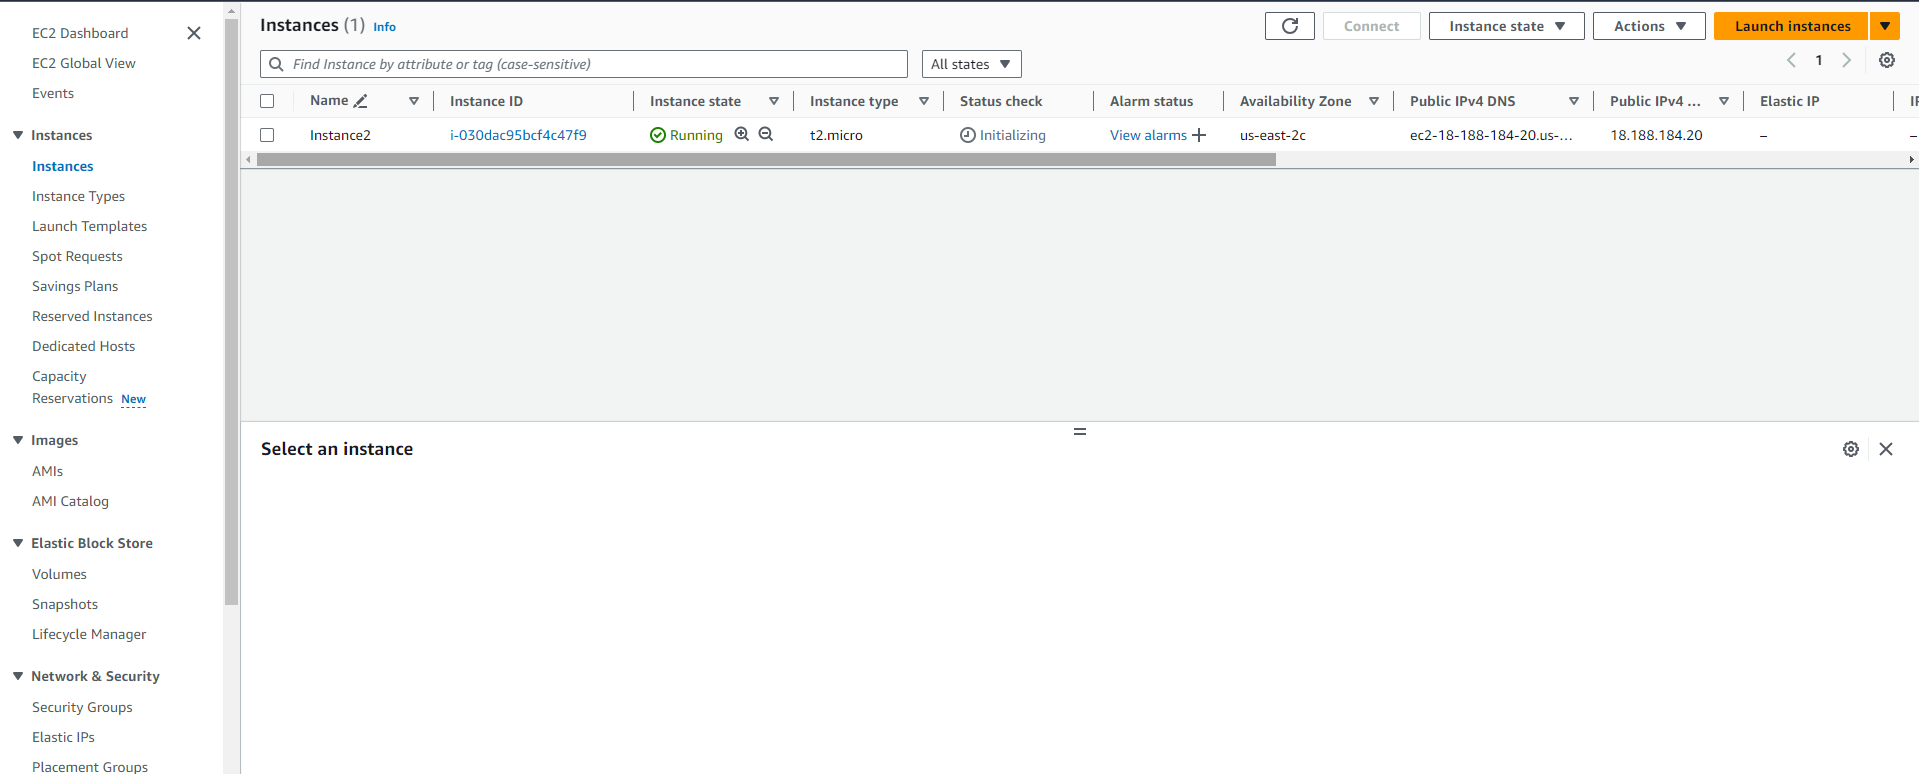 EC2 Dashboard
EC2 Global View
Events
Instances
Instances
Instance Types
Launch Templates
Spot Requests
Savings Plans
Reserved Instances
Dedicated Hosts
Capacity
Reservations New
Images
AMIs
AMI Catalog
Elastic Block Store
Volumes
Snapshots
Lifecycle Manager
Network & Security
Security Groups
Elastic IPs
Placement Groups
Instances (1) Info
Connect
Instance state
Actions
Launch instances
Find Instance by attribute or tag (case-sensitive)
All states
1
Name Instance ID Instance state Instance type Status check Alarm status Availability Zone Public IPv4 DNS Public IPv4 ... Elastic IP
Instance2 i-030dac95bcf4c47f9 Running t2.micro Initializing View alarms + us-east-2c ec2-18-188-184-20.us-... 18.188.184.20 – –
Select an instance